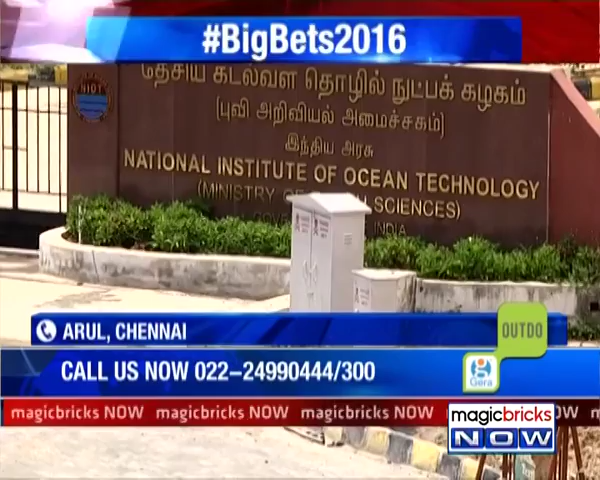 #BigBets2016
தேசிய கடல்வள தொழில் நுட்பக் கழகம்
(புவி அறிவியல் அமைச்சகம்)
இந்திய அரசு
NIOT
NATIONAL INSTITUTE OF OCEAN TECHNOLOGY
(MINISTRY OF SCIENCES)
INDIA
ARUL, CHENNAI
OUTDO
CALL US NOW 022-24990444/300
g
Gera
magicbricks NOW magicbricks NOW magicbricks NOW NOW
magicbricks
NOW